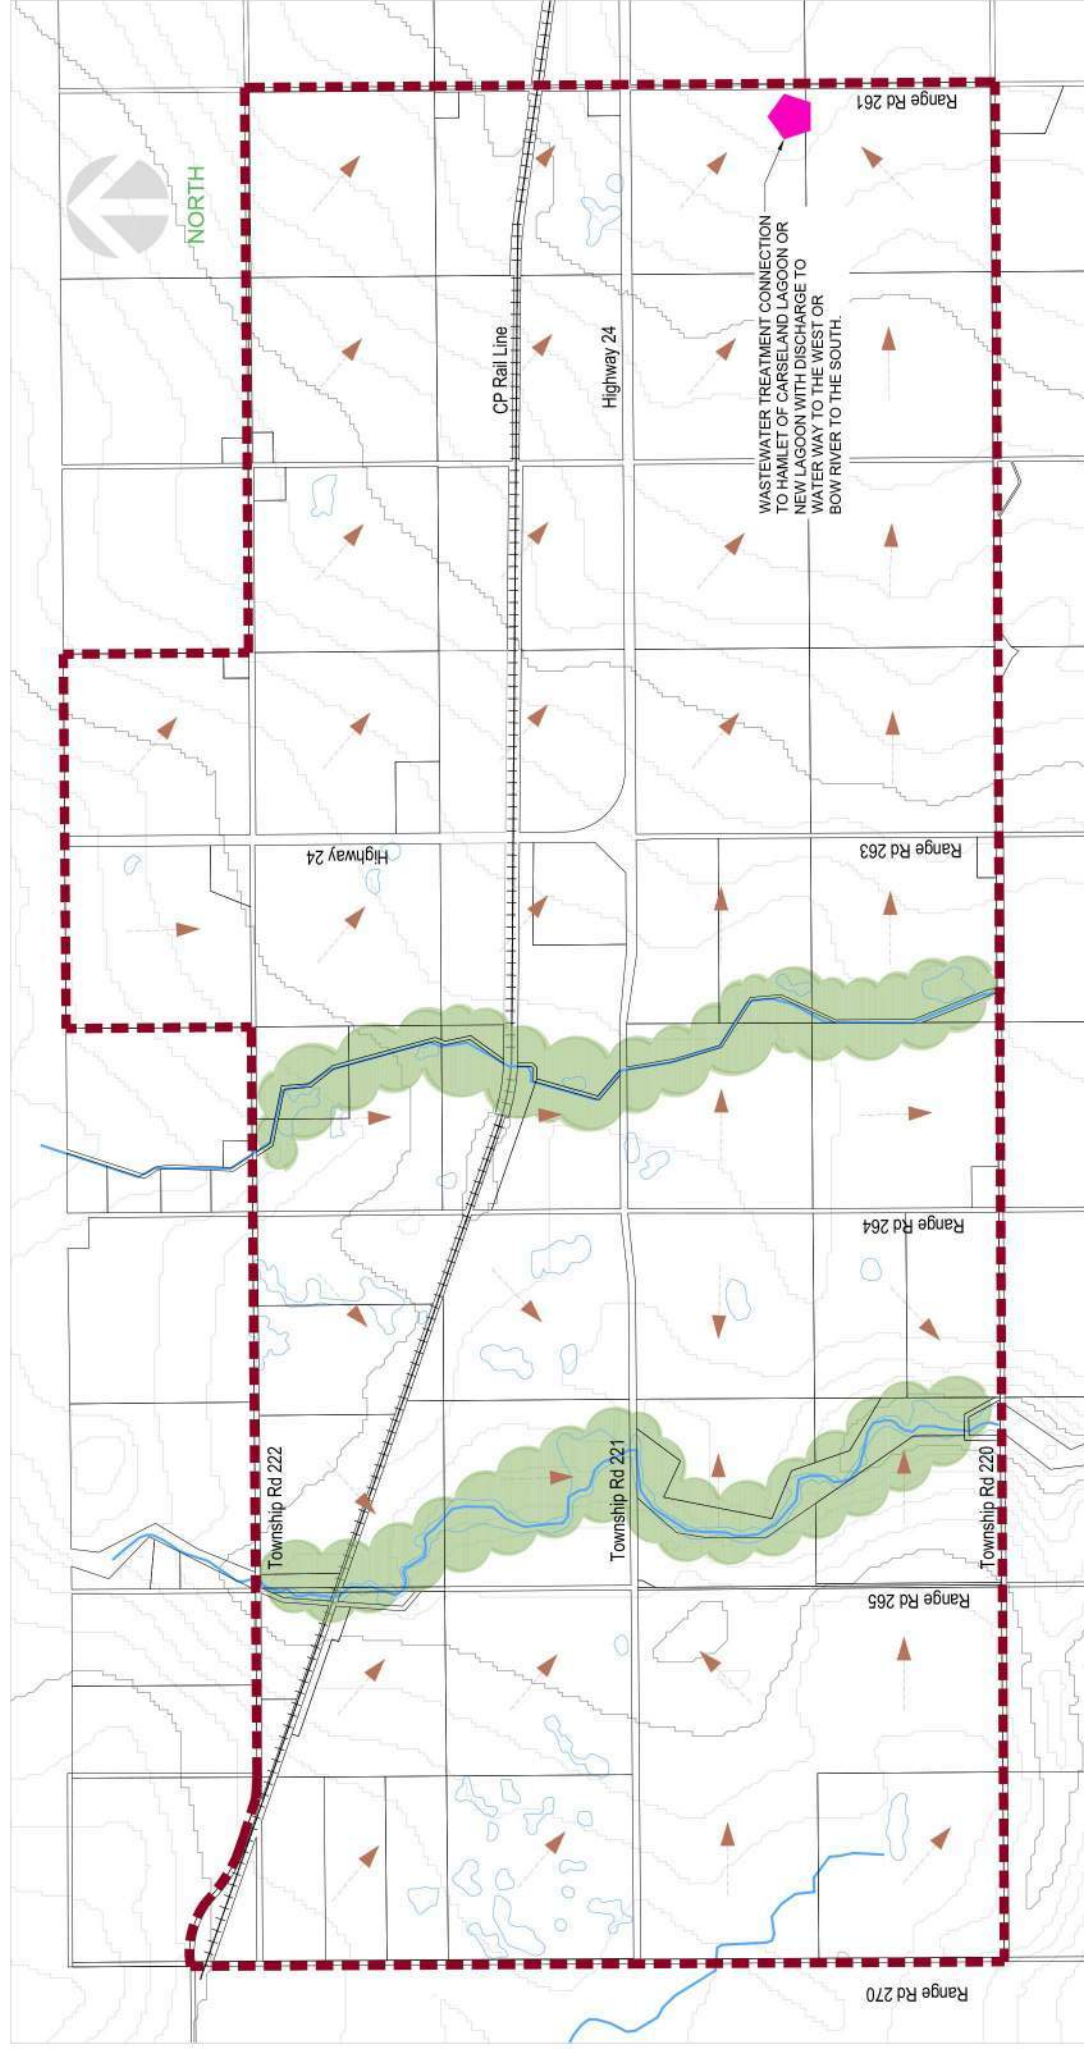 NORTH
Range Rd 261
WASTEWATER TREATMENT CONNECTION
TO HAMLET OF CARSELAND LAGOON OR
NEW LAGOON WITH DISCHARGE TO
WATER WAY TO THE WEST OR
BOW RIVER TO THE SOUTH.
CP Rail Line
Highway 24
Highway 24
Range Rd 263
Range Rd 264
Township Rd 222
Township Rd 221
Township Rd 220
Range Rd 265
Range Rd 270